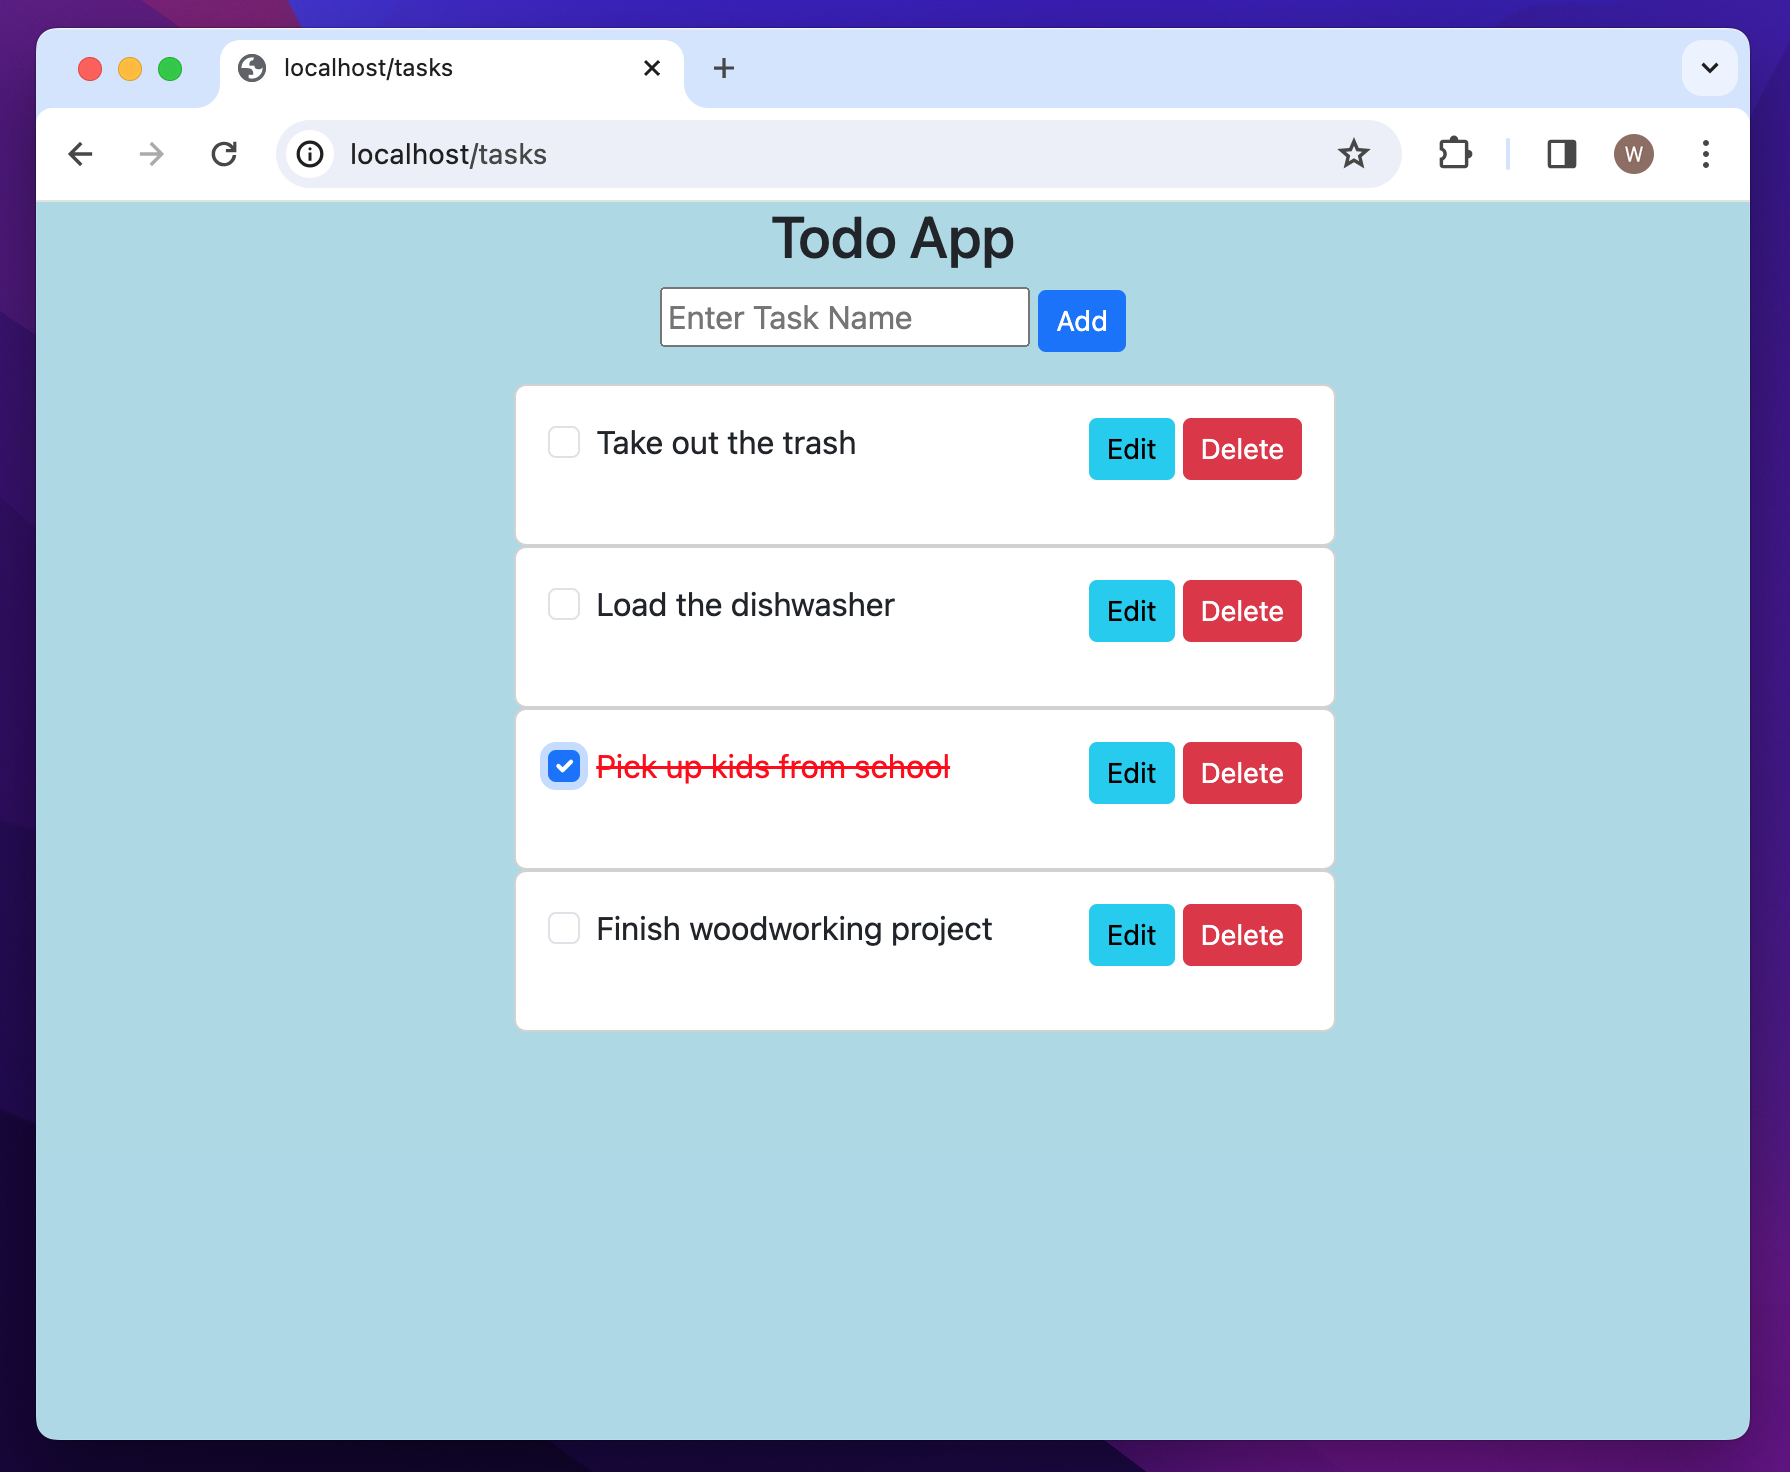 localhost/tasks
localhost/tasks
W
Todo App
Enter Task Name Add
Take out the trash Edit Delete
Load the dishwasher Edit Delete
Pick up kids from school Edit Delete
Finish woodworking project Edit Delete